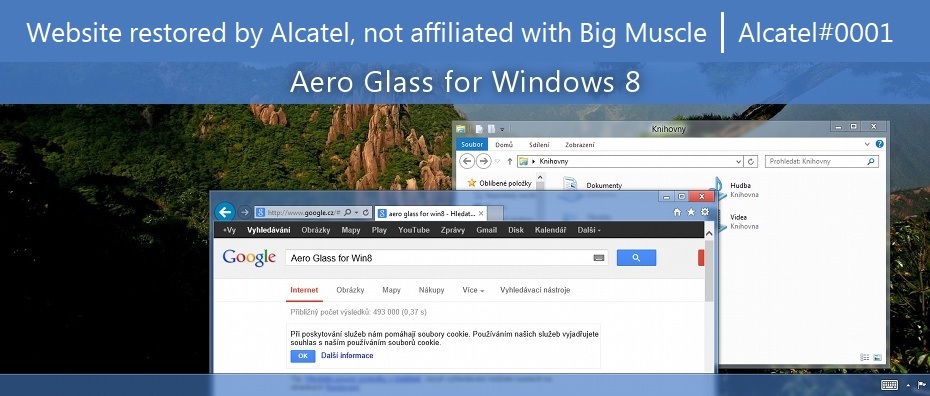 Website restored by Alcatel, not affiliated with Big Muscle | Alcatel#0001
Aero Glass for Windows 8
Knihovny
Soubor Domů Sdílení Zobrazení
Knihovny
Prohledat: Knihovny
Oblíbené položky
Dokumenty
Knihovna
Hudba
Knihovna
Videa
Knihovna
http://www.google.cz/#
aero glass for win8 - Hledat...
+Vy Vyhledávání Obrázky Mapy Play YouTube Zprávy Gmail Disk Kalendář Další
Google
Aero Glass for Win8
Internet Obrázky Mapy Nákupy Více Vyhledávací nástroje
Přibližný počet výsledků: 493 000 (0,37 s)
Při poskytování služeb nám pomáhají soubory cookie. Používáním našich služeb vyjadřujete
souhlas s naším používáním souborů cookie.
OK Další informace